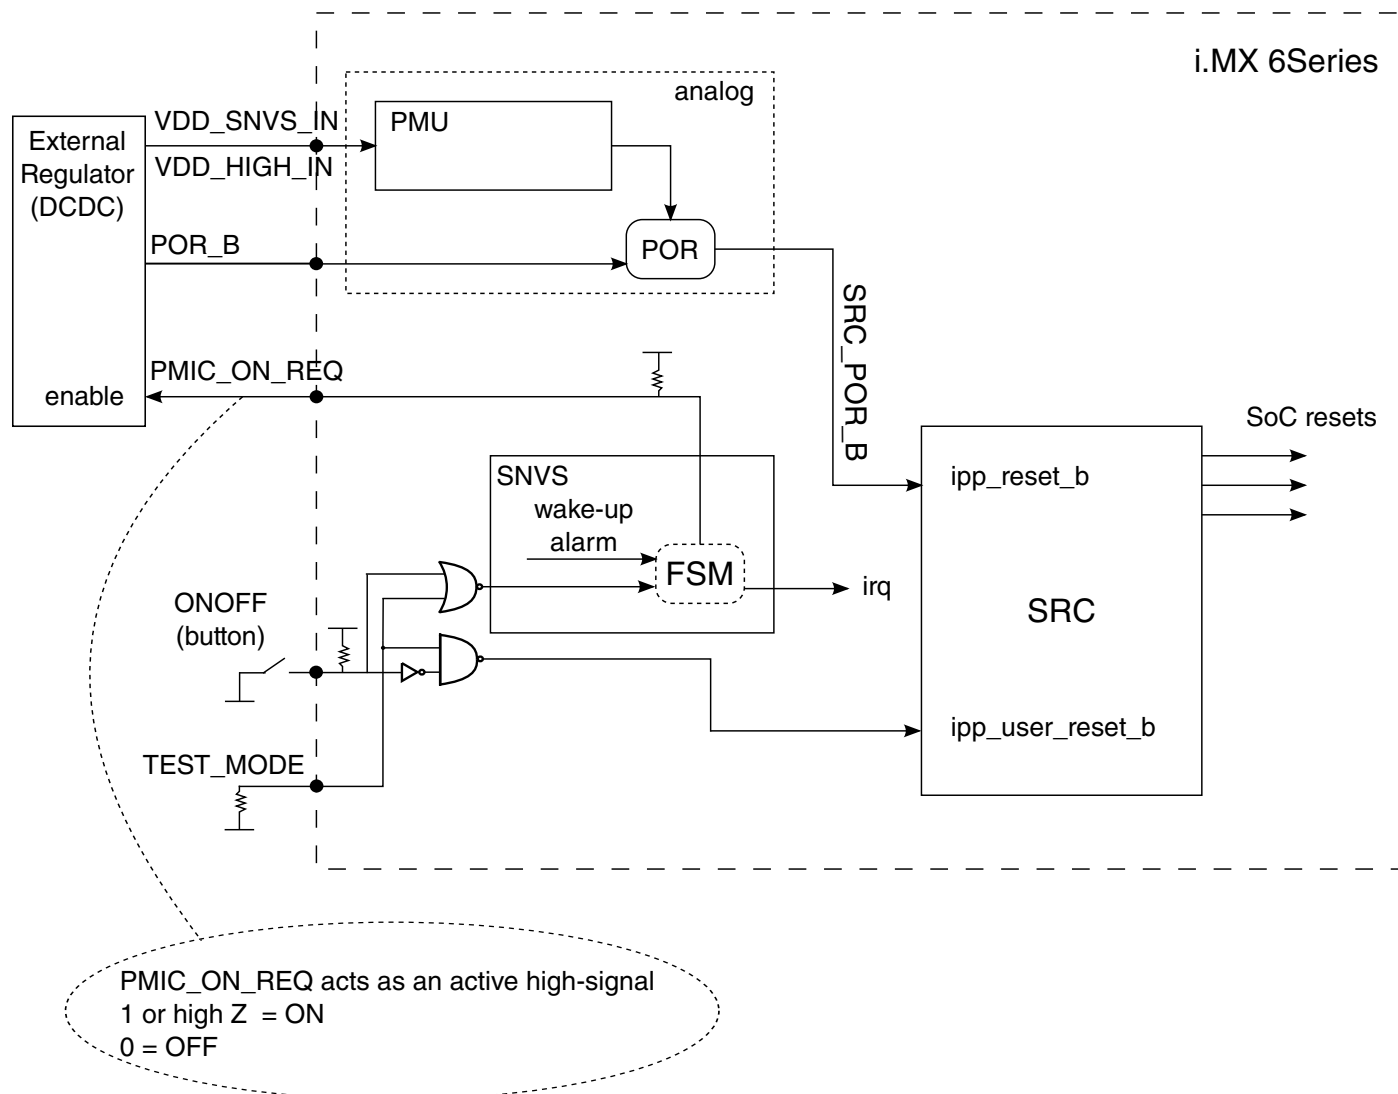 i.MX 6Series
analog
VDD_SNVS_IN
PMU
External
Regulator
(DCDC)
VDD_HIGH_IN
POR_B
POR
SRC_POR_B
PMIC_ON_REQ
enable
SoC resets
SNVS
wake-up
alarm
FSM
irq
ipp_reset_b
SRC
ONOFF
(button)
ipp_user_reset_b
TEST_MODE
PMIC_ON_REQ acts as an active high-signal
1 or high Z = ON
0 = OFF